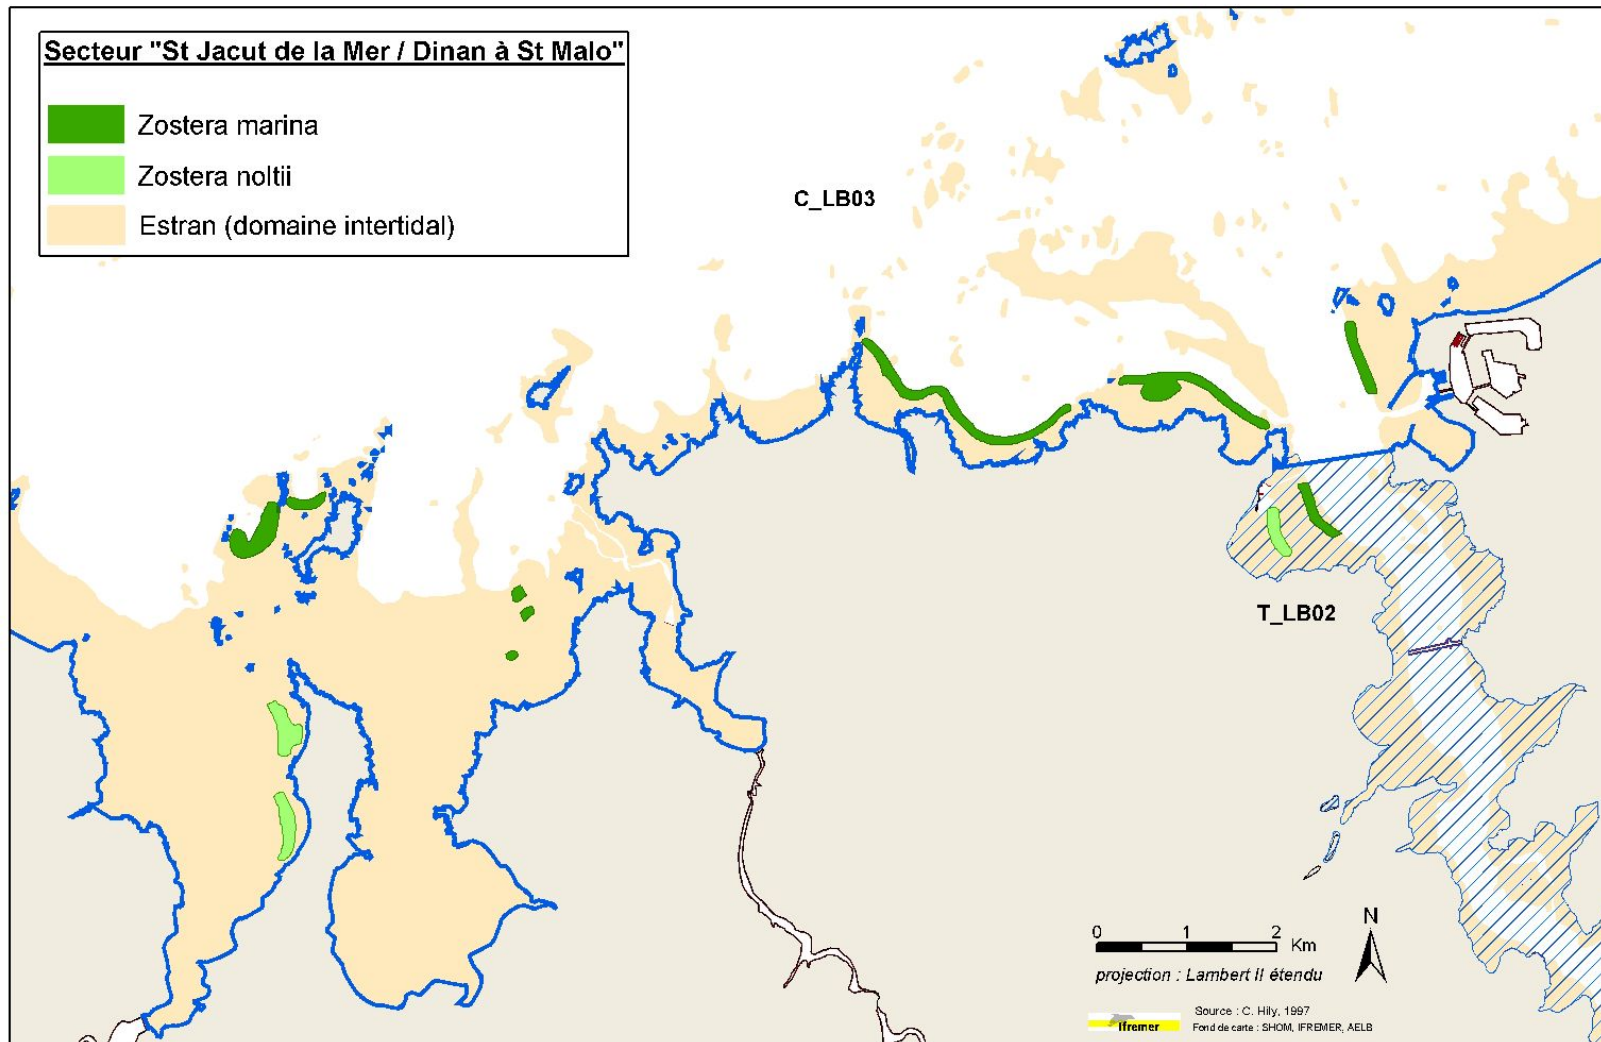 Secteur "St Jacut de la Mer / Dinan à St Malo"
Zostera marina
Zostera noltii
Estran (domaine intertidal)
C_LB03
T_LB02
N
0 1 2 Km
projection : Lambert II étendu
Source : C. Hily, 1997
Ifremer
Fond de carte : SHOM, IFREMER, AELB